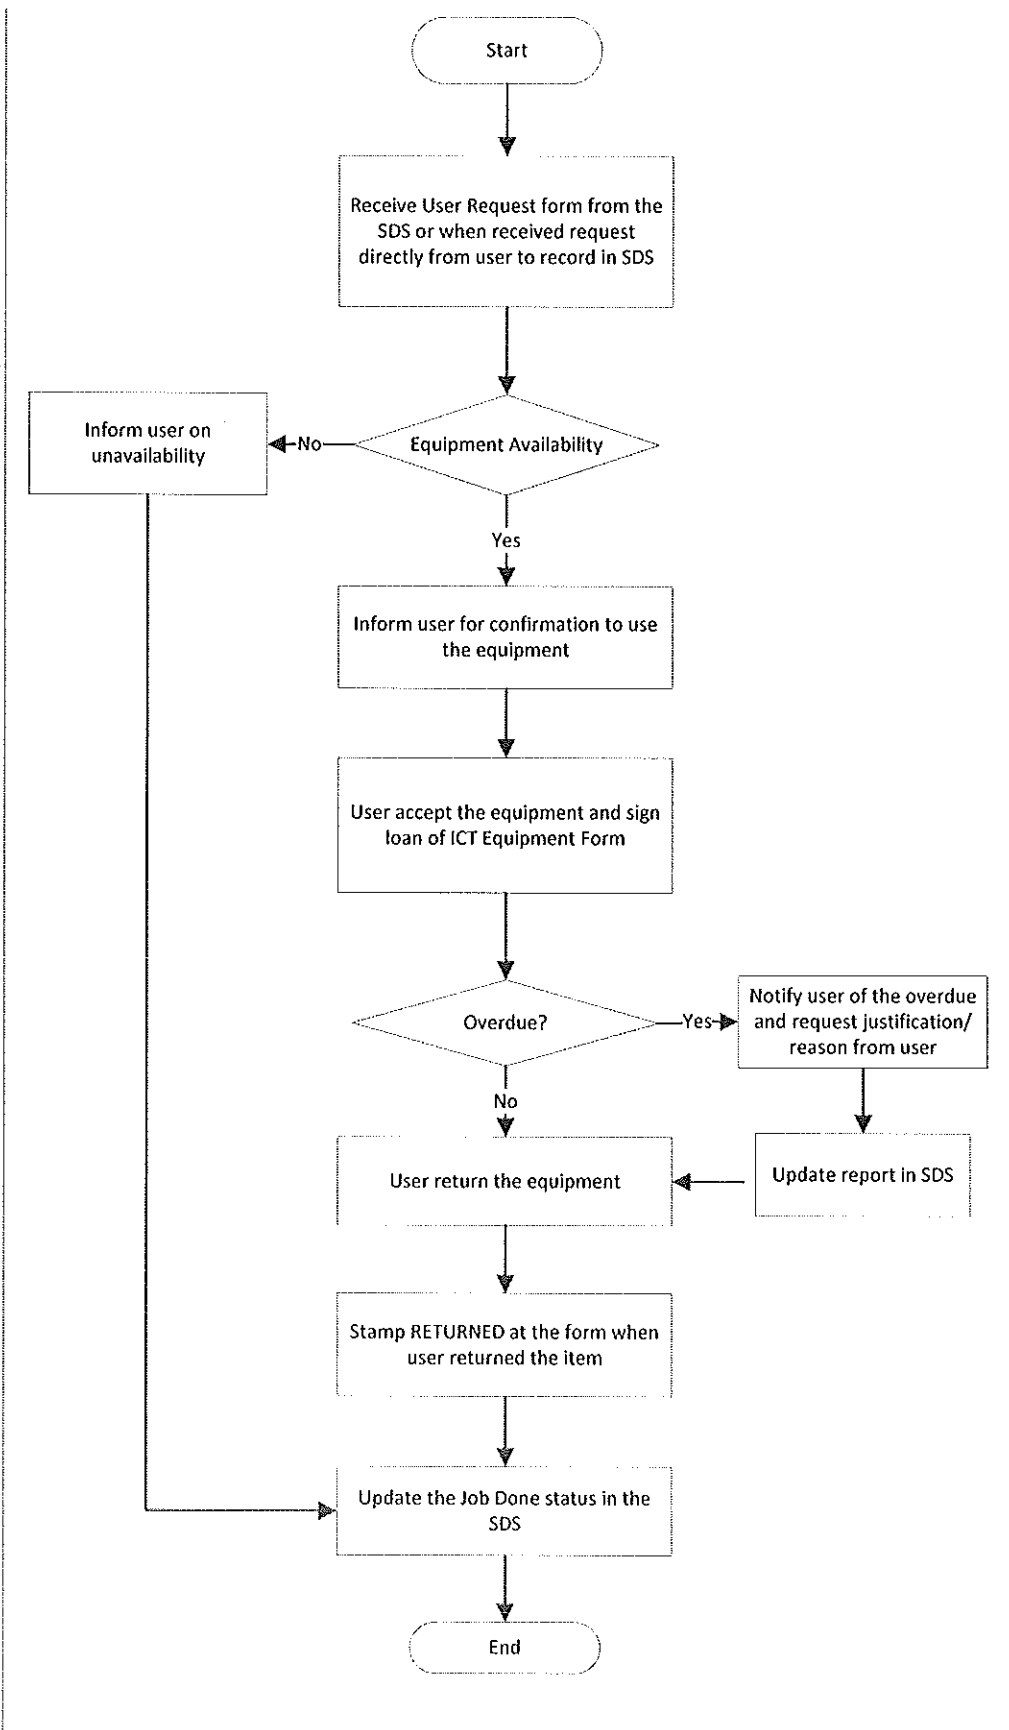 Start
Receive User Request form from the
SDS or when received request
directly from user to record in SDS
Inform user on
unavailability
No
Equipment Availability
Yes
Inform user for confirmation to use
the equipment
User accept the equipment and sign
loan of ICT Equipment Form
Overdue?
Yes
Notify user of the overdue
and request justification/
reason from user
No
User return the equipment
Update report in SDS
Stamp RETURNED at the form when
user returned the item
Update the Job Done status in the
SDS
End